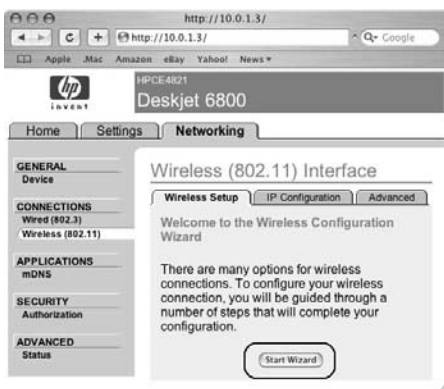 http://10.0.1.3/
http://10.0.1.3/
Q- Google
Apple .Mac Amazon eBay Yahoo! News
hp
invent
HPCE4821
Deskjet 6800
Home Settings Networking
GENERAL
Device
CONNECTIONS
Wired (802.3)
Wireless (802.11)
APPLICATIONS
mDNS
SECURITY
Authorization
ADVANCED
Status
Wireless (802.11) Interface
Wireless Setup IP Configuration Advanced
Welcome to the Wireless Configuration
Wizard
There are many options for wireless
connections. To configure your wireless
connection, you will be guided through a
number of steps that will complete your
configuration.
Start Wizard